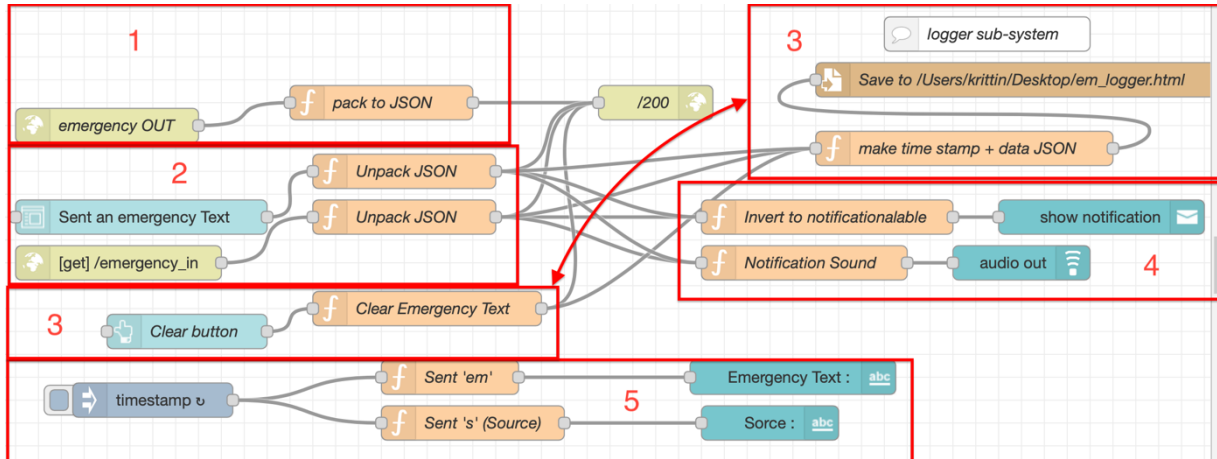 1
emergency OUT
pack to JSON
/200
3
logger sub-system
Save to /Users/krittin/Desktop/em_logger.html
make time stamp + data JSON
2
Unpack JSON
Sent an emergency Text
Unpack JSON
[get] /emergency_in
Invert to notificationalable
show notification
Notification Sound
audio out
4
3
Clear Emergency Text
Clear button
timestamp ↻
Sent 'em'
Emergency Text :
abc
5
Sent 's' (Source)
Sorce :
abc